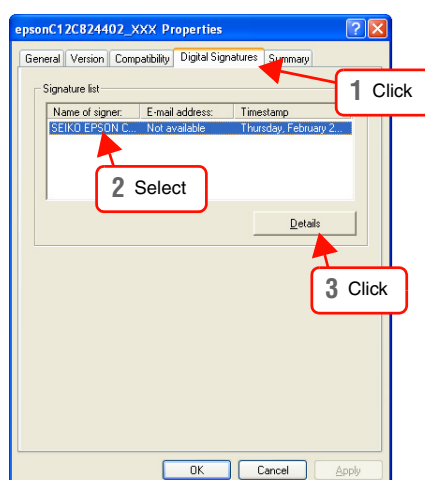 epsonC12C824402_XXX Properties
General Version Compatibility Digital Signatures Summary
1 Click
Signature list
Name of signer: E-mail address: Timestamp
SEIKO EPSON C... Not available Thursday, February 2...
2 Select
Details
3 Click
OK Cancel Apply